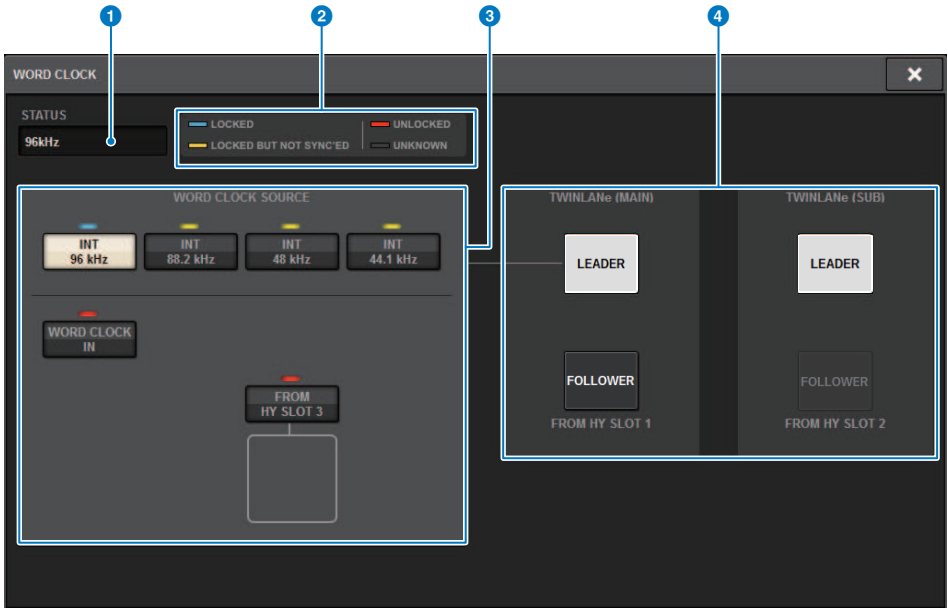 1 2 3 4
WORD CLOCK
STATUS
96kHz
LOCKED
UNLOCKED
LOCKED BUT NOT SYNC'ED
UNKNOWN
WORD CLOCK SOURCE
INT
96 kHz
INT
88.2 kHz
INT
48 kHz
INT
44.1 kHz
WORD CLOCK
IN
FROM
HY SLOT 3
TWINLANe (MAIN)
LEADER
FOLLOWER
FROM HY SLOT 1
TWINLANe (SUB)
LEADER
FOLLOWER
FROM HY SLOT 2